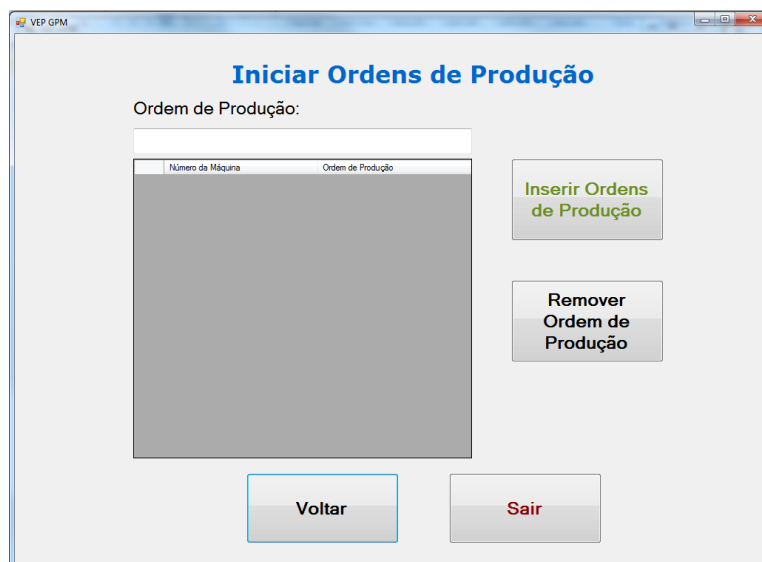 VEP GPM
Iniciar Ordens de Produção
Ordem de Produção:
Número da Máquina Ordem de Produção
Inserir Ordens
de Produção
Remover
Ordem de
Produção
Voltar
Sair